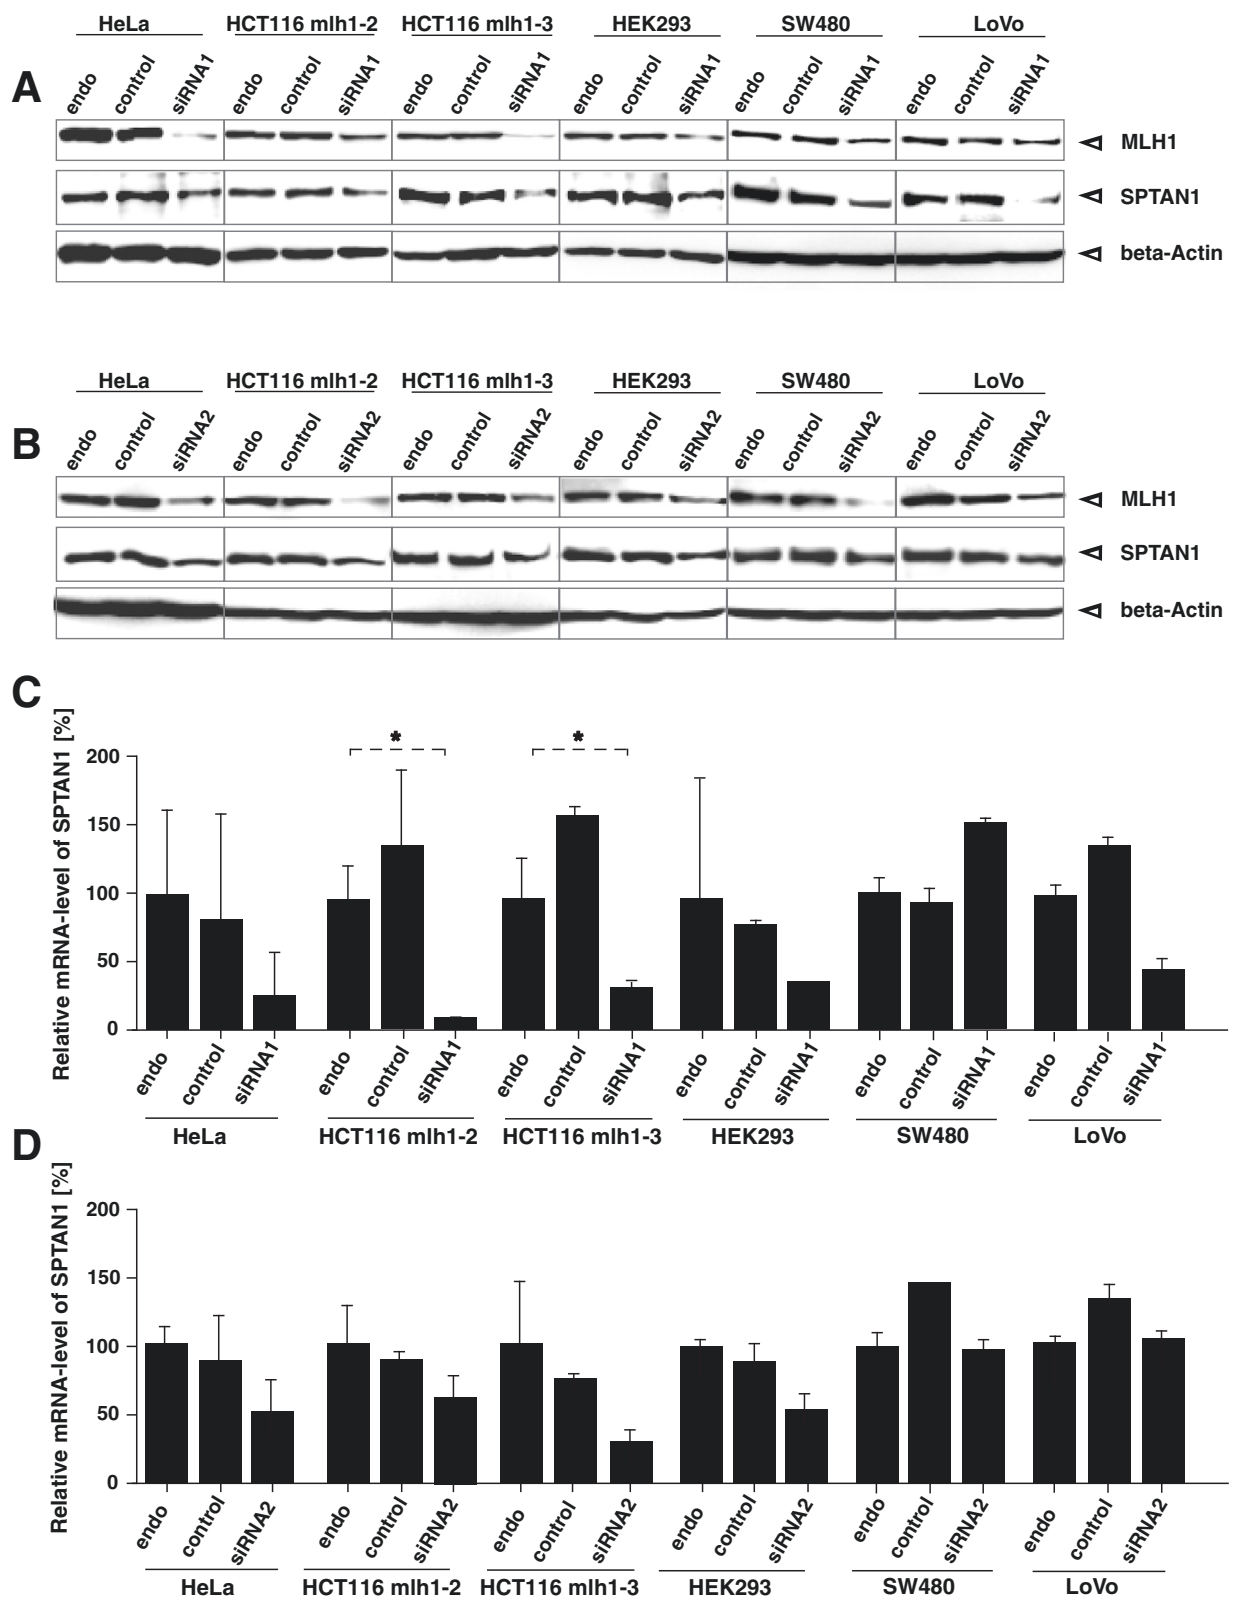 HeLa HCT116 mlh1-2 HCT116 mlh1-3 HEK293 SW480 LoVo
A endo control siRNA1 endo control siRNA1 endo control siRNA1 endo control siRNA1 endo control siRNA1 endo control siRNA1
MLH1
SPTAN1
beta-Actin
HeLa HCT116 mlh1-2 HCT116 mlh1-3 HEK293 SW480 LoVo
B endo control siRNA2 endo control siRNA2 endo control siRNA2 endo control siRNA2 endo control siRNA2 endo control siRNA2
MLH1
SPTAN1
beta-Actin
C
Relative mRNA-level of SPTAN1 [%]
* *
200
150
100
50
0
endo control siRNA1 endo control siRNA1 endo control siRNA1 endo control siRNA1 endo control siRNA1 endo control siRNA1
HeLa HCT116 mlh1-2 HCT116 mlh1-3 HEK293 SW480 LoVo
D
Relative mRNA-level of SPTAN1 [%]
200
150
100
50
0
endo control siRNA2 endo control siRNA2 endo control siRNA2 endo control siRNA2 endo control siRNA2 endo control siRNA2
HeLa HCT116 mlh1-2 HCT116 mlh1-3 HEK293 SW480 LoVo